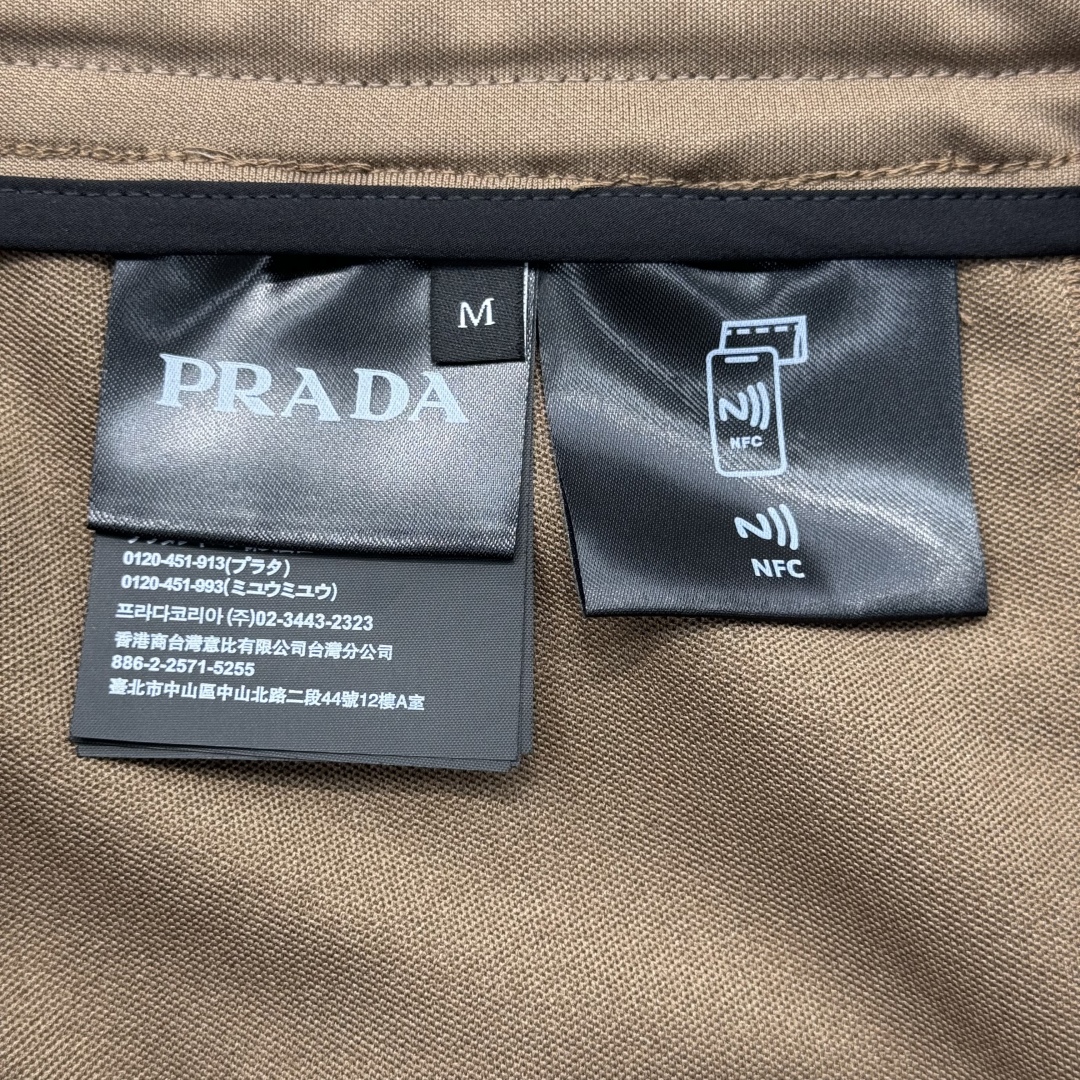 PRADA
M
0120-451-913(プラダ)
0120-451-993(ミユウミユウ)
프라다코리아 (주)02-3443-2323
香港商台灣意比有限公司台灣分公司
886-2-2571-5255
臺北市中山區中山北路二段44號12樓A室
NFC
NFC